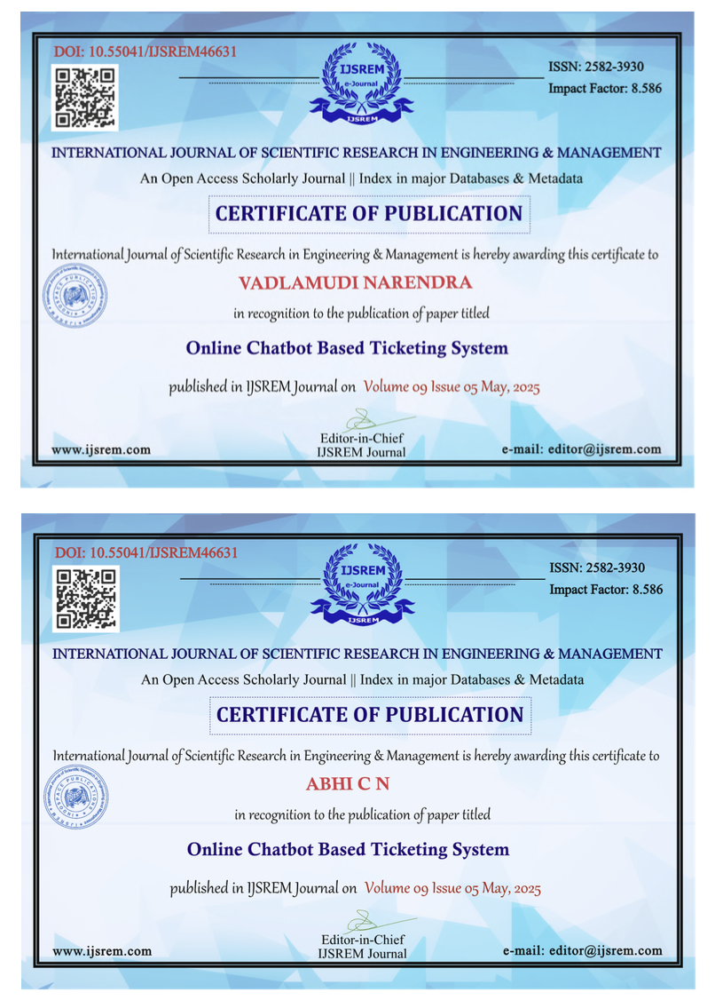 DOI: 10.55041/IJSREM46631
IJSREM
e-Journal
IJSREM
ISSN: 2582-3930
Impact Factor: 8.586
INTERNATIONAL JOURNAL OF SCIENTIFIC RESEARCH IN ENGINEERING & MANAGEMENT
An Open Access Scholarly Journal || Index in major Databases & Metadata
CERTIFICATE OF PUBLICATION
International Journal of Scientific Research in Engineering & Management is hereby awarding this certificate to
VADLAMUDI NARENDRA
in recognition to the publication of paper titled
Online Chatbot Based Ticketing System
published in IJSREM Journal on Volume 09 Issue 05 May, 2025
Editor-in-Chief
IJSREM Journal
www.ijsrem.com
e-mail: editor@ijsrem.com
DOI: 10.55041/IJSREM46631
IJSREM
e-Journal
IJSREM
ISSN: 2582-3930
Impact Factor: 8.586
INTERNATIONAL JOURNAL OF SCIENTIFIC RESEARCH IN ENGINEERING & MANAGEMENT
An Open Access Scholarly Journal || Index in major Databases & Metadata
CERTIFICATE OF PUBLICATION
International Journal of Scientific Research in Engineering & Management is hereby awarding this certificate to
ABHI C N
in recognition to the publication of paper titled
Online Chatbot Based Ticketing System
published in IJSREM Journal on Volume 09 Issue 05 May, 2025
Editor-in-Chief
IJSREM Journal
www.ijsrem.com
e-mail: editor@ijsrem.com